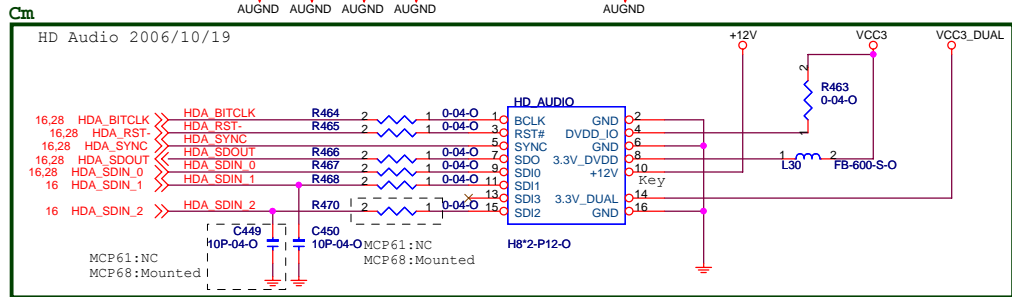 AUGND AUGND AUGND AUGND AUGND
Cm
HD Audio 2006/10/19
+12V VCC3 VCC3_DUAL
2 R463 0-04-O 1
HD_AUDIO
16,28 HDA_BITCLK HDA_BITCLK R464 2 1 0-04-O 1 BCLK GND 2
16,28 HDA_RST- HDA_RST- R465 2 1 0-04-O 3 RST# DVDD_IO 4
16,28 HDA_SYNC HDA_SYNC 5 SYNC GND 6
16,28 HDA_SDOUT HDA_SDOUT R466 2 1 0-04-O 7 SDO 3.3V_DVDD 8 1 L30 2 FB-600-S-O
16,28 HDA_SDIN_0 HDA_SDIN_0 R467 2 1 0-04-O 9 SDI0 +12V 10
16 HDA_SDIN_1 HDA_SDIN_1 R468 2 1 0-04-O 11 SDI1 Key
13 SDI3 3.3V_DUAL 14
16 HDA_SDIN_2 HDA_SDIN_2 R470 2 1 0-04-O 15 SDI2 GND 16
C449 10P-04-O
C450 10P-04-O
H8*2-P12-O
MCP61:NC
MCP68:Mounted
MCP61:NC
MCP68:Mounted